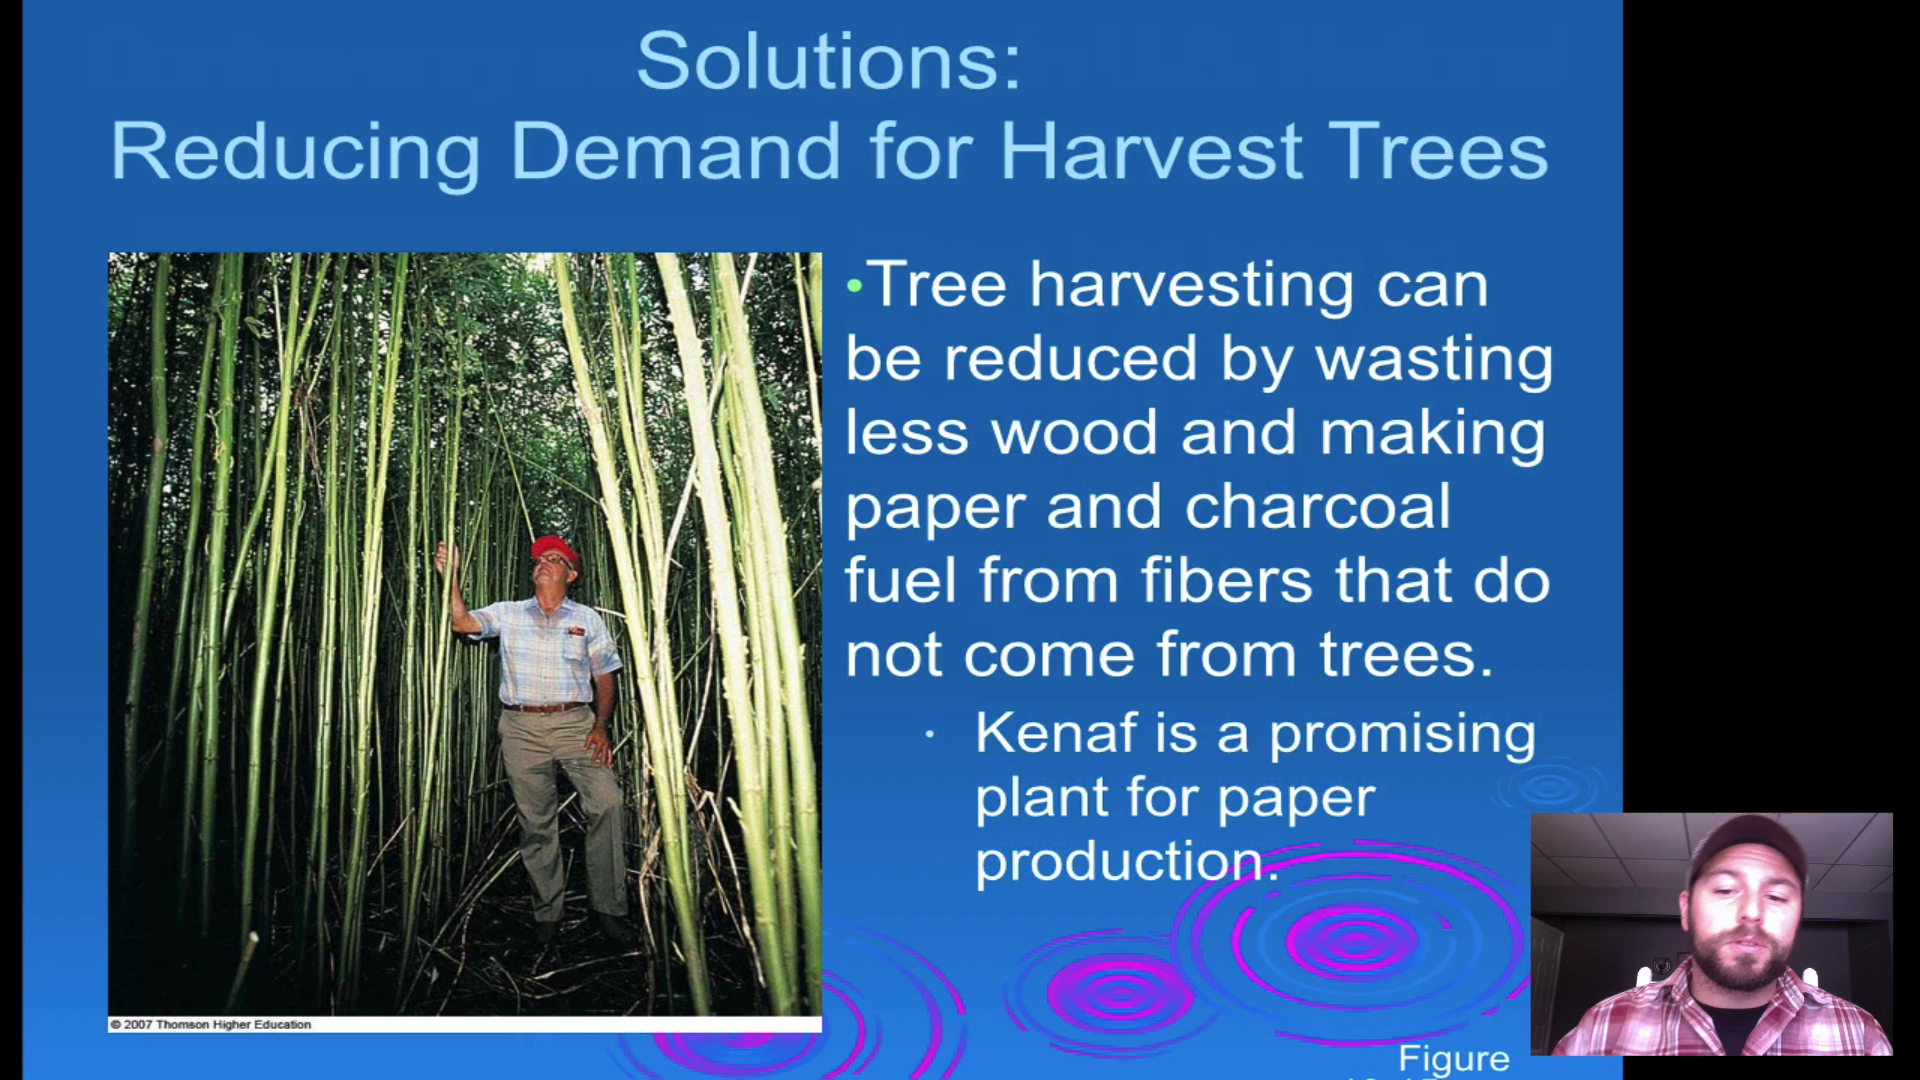 Solutions:
Reducing Demand for Harvest Trees
•Tree harvesting can
be reduced by wasting
less wood and making
paper and charcoal
fuel from fibers that do
not come from trees.
· Kenaf is a promising
plant for paper
production.
© 2007 Thomson Higher Education
Figure